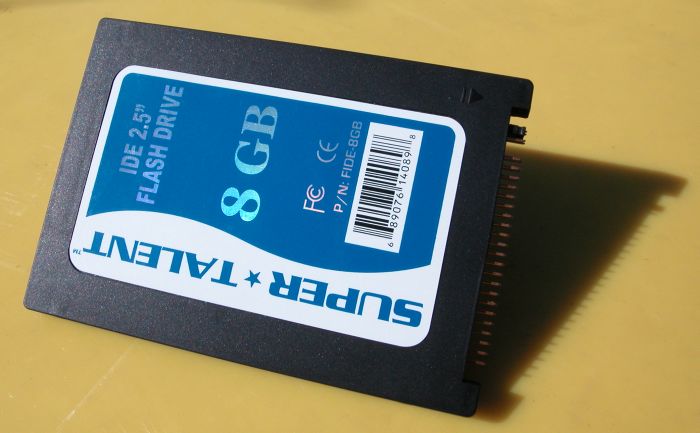 SUPER★TALENT™
IDE 2.5"
FLASH DRIVE
8 GB
FC CE
P/N: FIDE-8GB
6 89076 14089 8